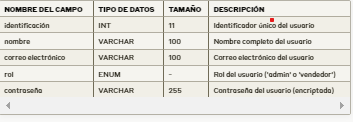 NOMBRE DEL CAMPO TIPO DE DATOS TAMAÑO DESCRIPCIÓN
identificación INT 11 Identificador único del usuario
nombre VARCHAR 100 Nombre completo del usuario
correo electrónico VARCHAR 100 Correo electrónico del usuario
rol ENUM - Rol del usuario ('admin' o 'vendedor')
contraseña VARCHAR 255 Contraseña del usuario (encriptada)